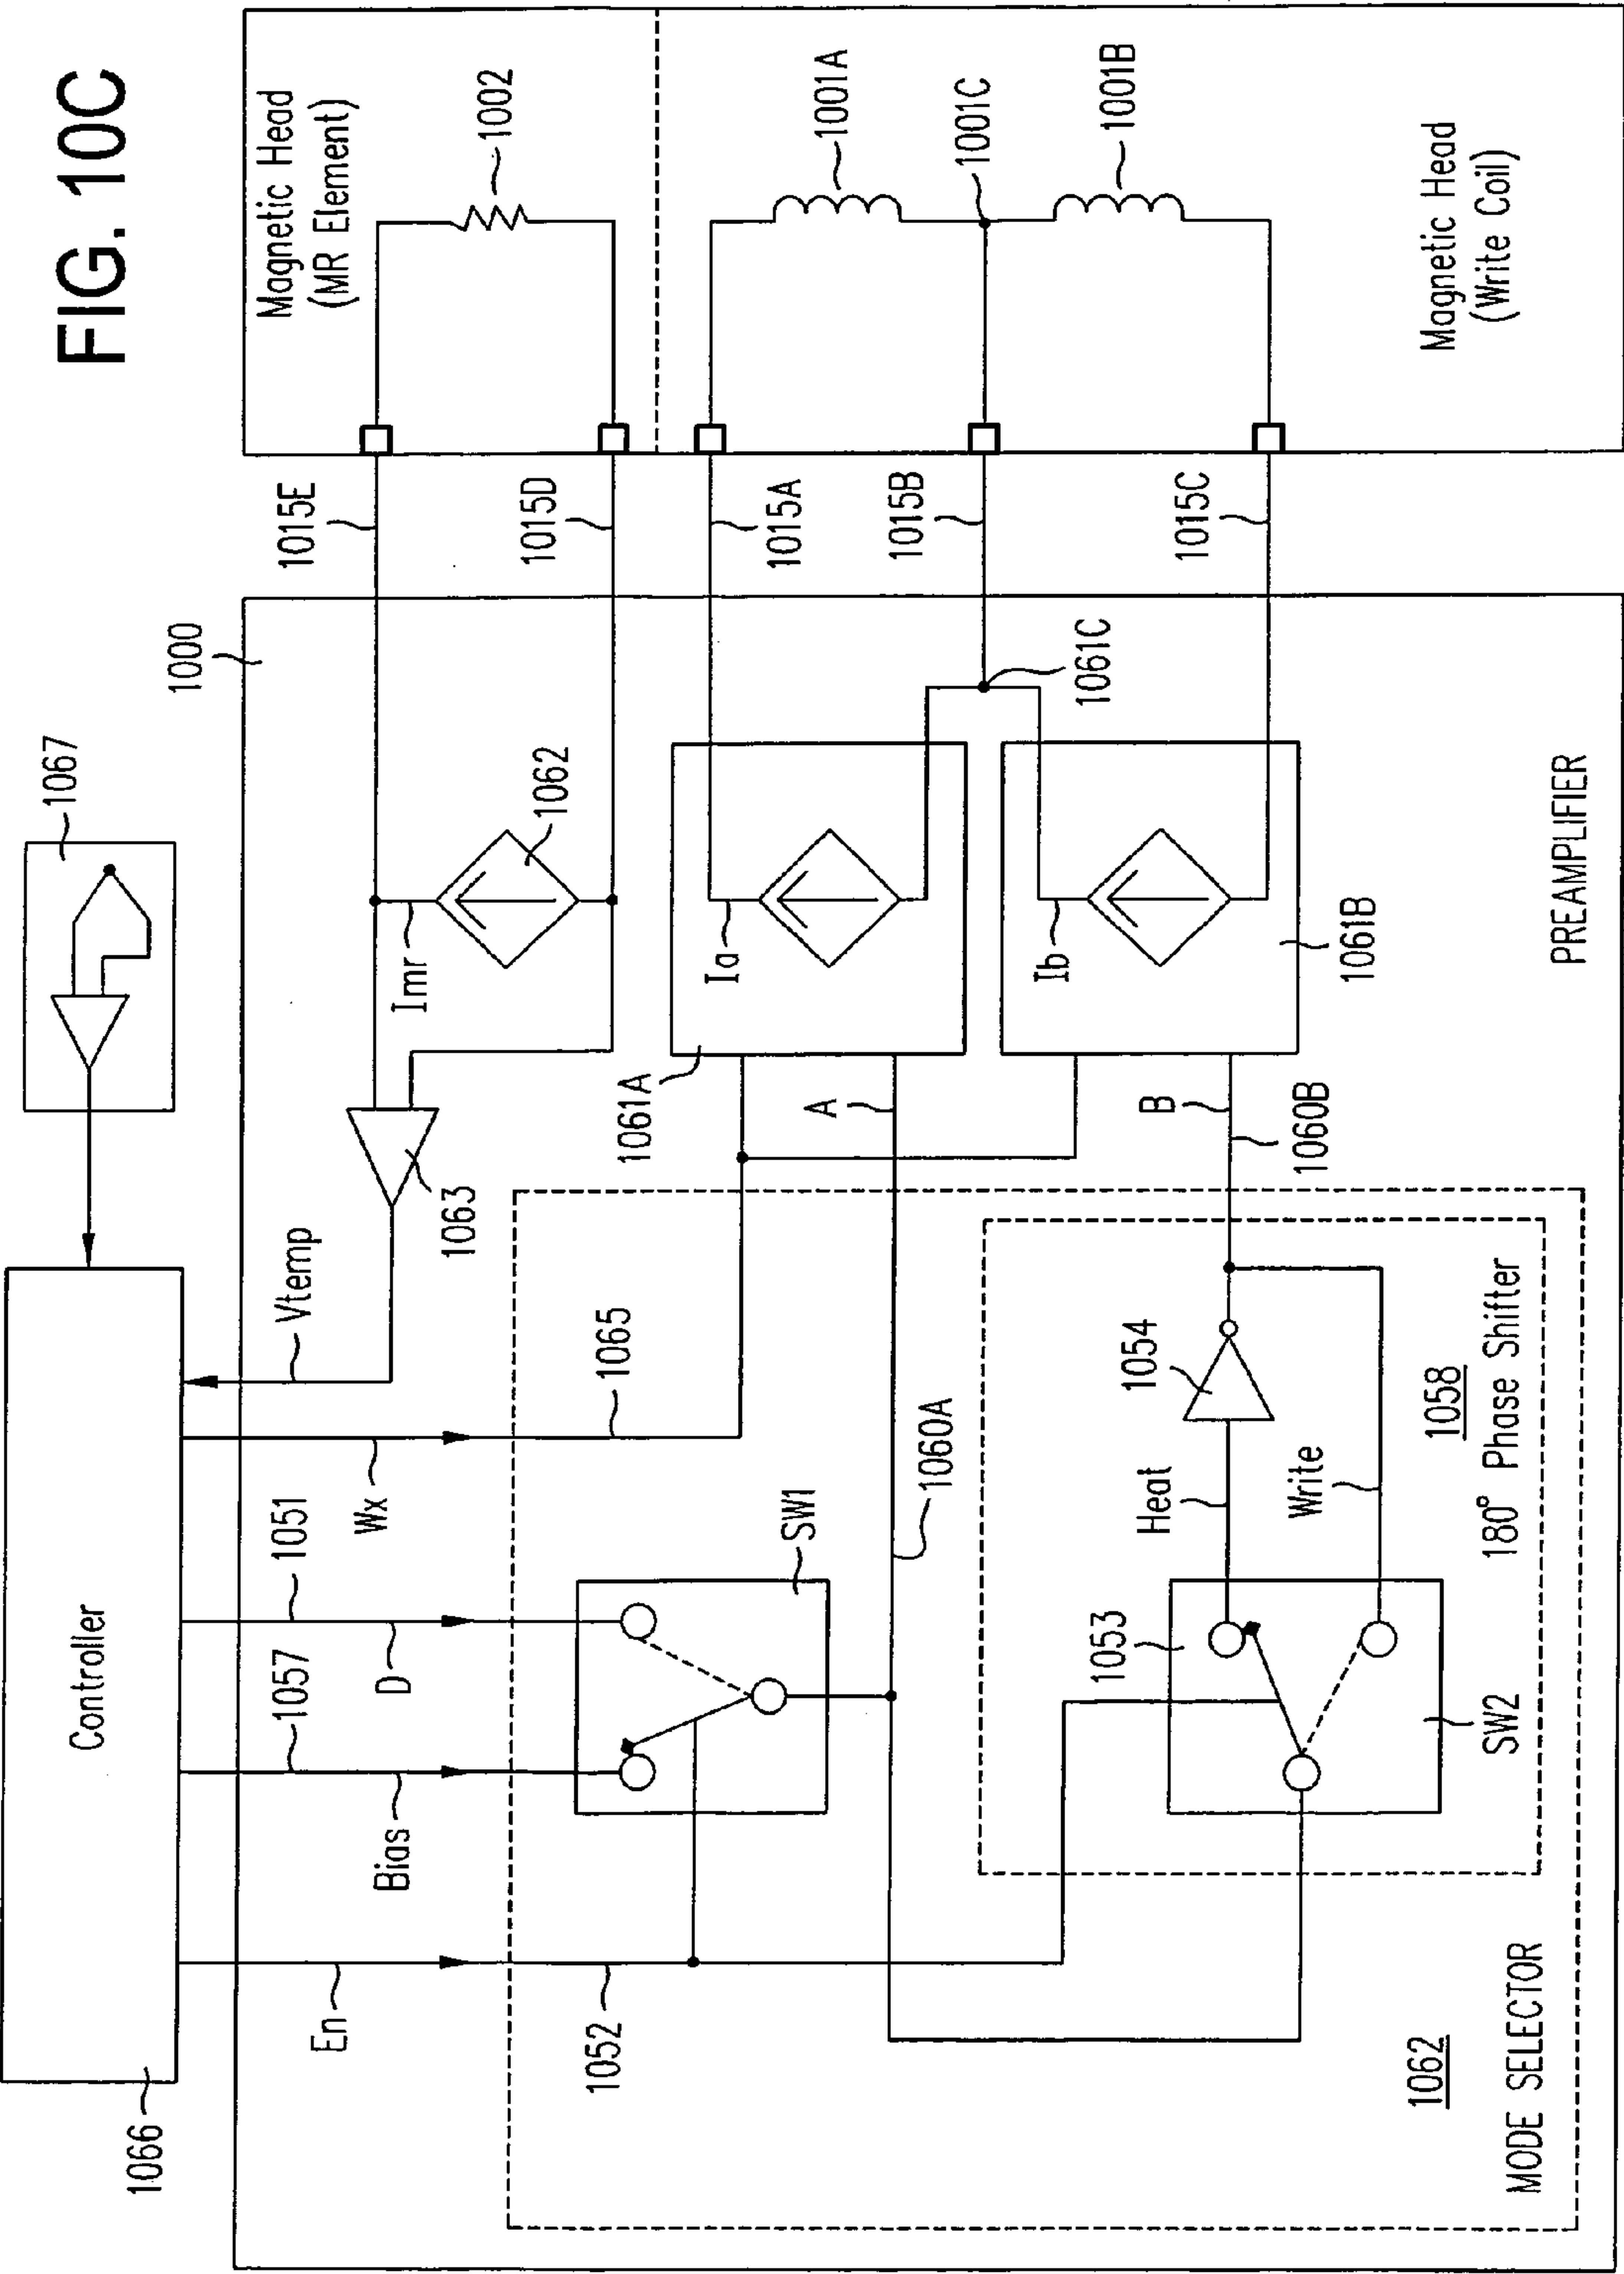 FIG. 10C
Magnetic Head
(MR Element)
1002
1001A
1001C
1001B
Magnetic Head
(Write Coil)
1015E
1015D
1015A
1015B
1015C
1000
1067
1062
Imr
1063
Vtemp
Ia
1061A
1061C
Ib
1061B
PREAMPLIFIER
A
B
1060B
Controller
1066
Wx
1065
1051
D
1057
Bias
En
1052
SW1
1060A
1054
Heat
Write
1053
SW2
1058
180° Phase Shifter
1062
MODE SELECTOR